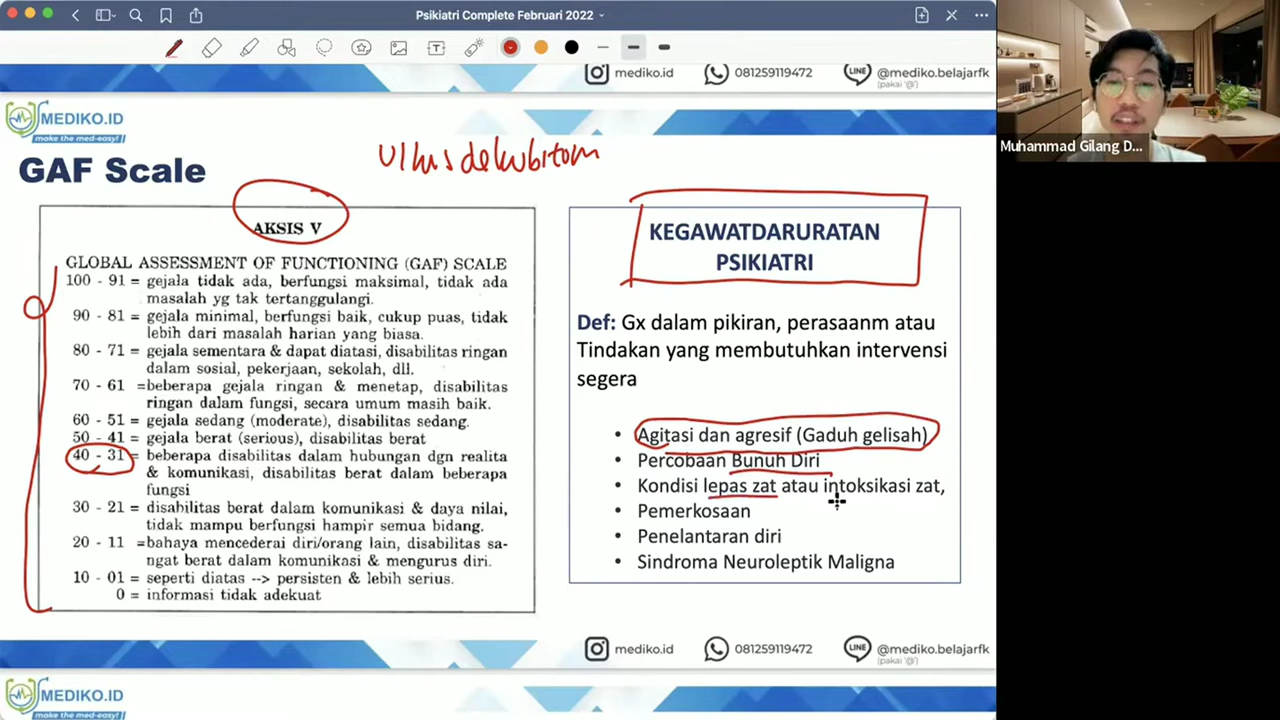 Psikiatri Complete Februari 2022
mediko.id
081259119472
@mediko.belajarfk
(pakai '@')
MEDIKO.ID
make the med-easy!
GAF Scale
Ulkus dekubitom
AKSIS V
GLOBAL ASSESSMENT OF FUNCTIONING (GAF) SCALE
100 - 91 = gejala tidak ada, berfungsi maksimal, tidak ada
masalah yg tak tertanggulangi.
90 - 81 = gejala minimal, berfungsi baik, cukup puas, tidak
lebih dari masalah harian yang biasa.
80 - 71 = gejala sementara & dapat diatasi, disabilitas ringan
dalam sosial, pekerjaan, sekolah, dll.
70 - 61 =beberapa gejala ringan & menetap, disabilitas
ringan dalam fungsi, secara umum masih baik.
60 - 51 = gejala sedang (moderate), disabilitas sedang.
50 - 41 = gejala berat (serious), disabilitas berat
40 - 31 = beberapa disabilitas dalam hubungan dgn realita
& komunikasi, disabilitas berat dalam beberapa
fungsi
30 - 21 = disabilitas berat dalam komunikasi & daya nilai,
tidak mampu berfungsi hampir semua bidang.
20 - 11 =bahaya mencederai diri/orang lain, disabilitas sa-
ngat berat dalam komunikasi & mengurus diri.
10 - 01 = seperti diatas --> persisten & lebih serius.
0 = informasi tidak adekuat
KEGAWATDARURATAN
PSIKIATRI
Def: Gx dalam pikiran, perasaanm atau
Tindakan yang membutuhkan intervensi
segera
• Agitasi dan agresif (Gaduh gelisah)
• Percobaan Bunuh Diri
• Kondisi lepas zat atau intoksikasi zat,
• Pemerkosaan
• Penelantaran diri
• Sindroma Neuroleptik Maligna
mediko.id
081259119472
@mediko.belajarfk
(pakai '@')
MEDIKO.ID
Muhammad Gilang D...